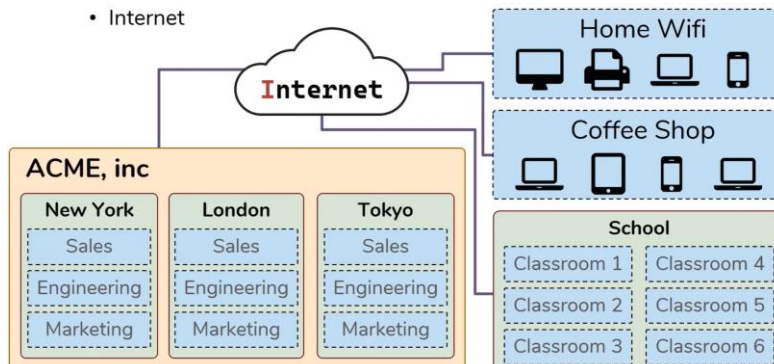 • Internet
Internet
Home Wifi
Coffee Shop
ACME, inc
New York
Sales
Engineering
Marketing
London
Sales
Engineering
Marketing
Tokyo
Sales
Engineering
Marketing
School
Classroom 1
Classroom 2
Classroom 3
Classroom 4
Classroom 5
Classroom 6